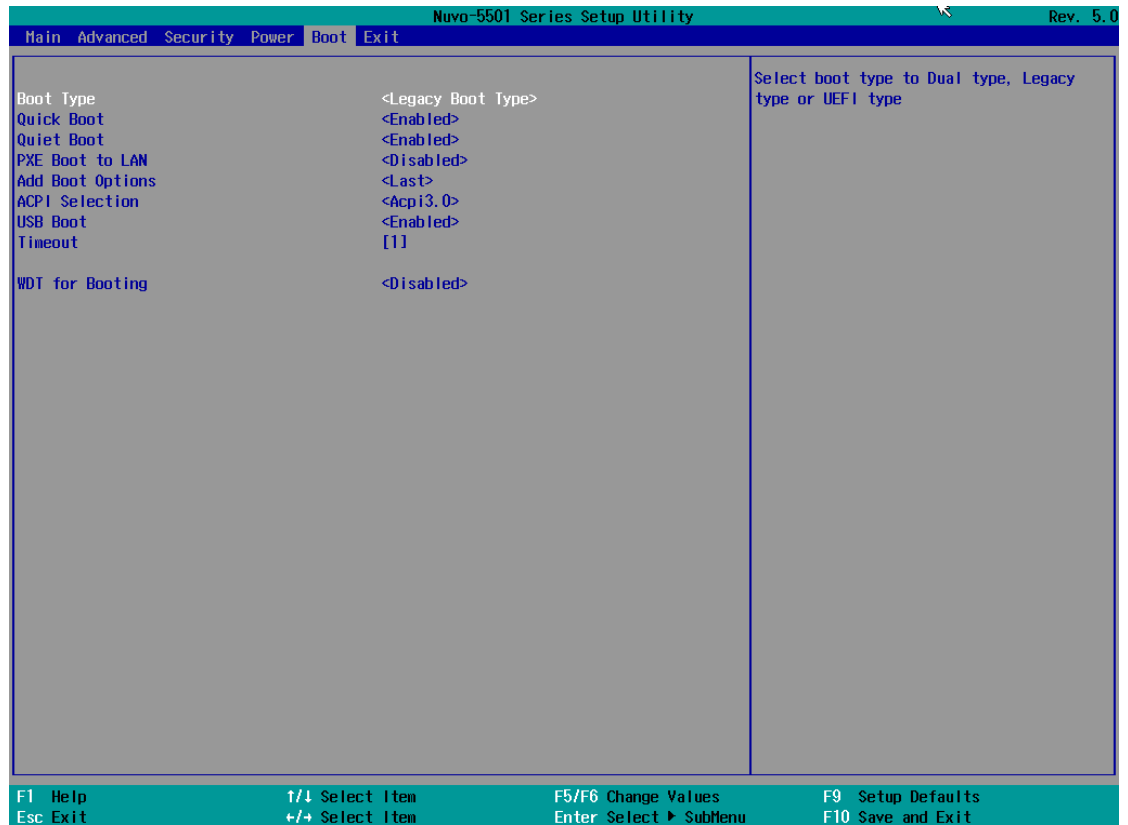 Nuvo-5501 Series Setup Utility Rev. 5.0
Main Advanced Security Power Boot Exit
Boot Type <Legacy Boot Type>
Quick Boot <Enabled>
Quiet Boot <Enabled>
PXE Boot to LAN <Disabled>
Add Boot Options <Last>
ACPI Selection <Acpi3.0>
USB Boot <Enabled>
Timeout [1]
WDT for Booting <Disabled>
Select boot type to Dual type, Legacy
type or UEFI type
F1 Help ↑/↓ Select Item F5/F6 Change Values F9 Setup Defaults
Esc Exit ←/→ Select Item Enter Select ▶ SubMenu F10 Save and Exit